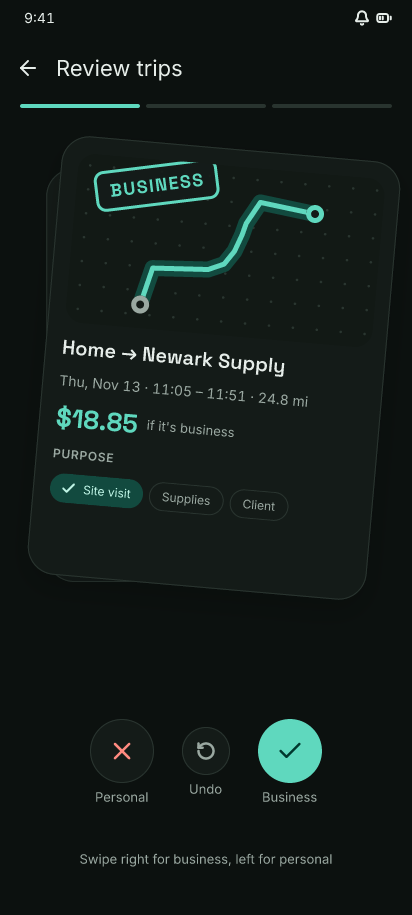 9:41
Review trips
BUSINESS
Home → Newark Supply
Thu, Nov 13 · 11:05 – 11:51 · 24.8 mi
$18.85 if it's business
PURPOSE
Site visit
Supplies
Client
Personal
Undo
Business
Swipe right for business, left for personal